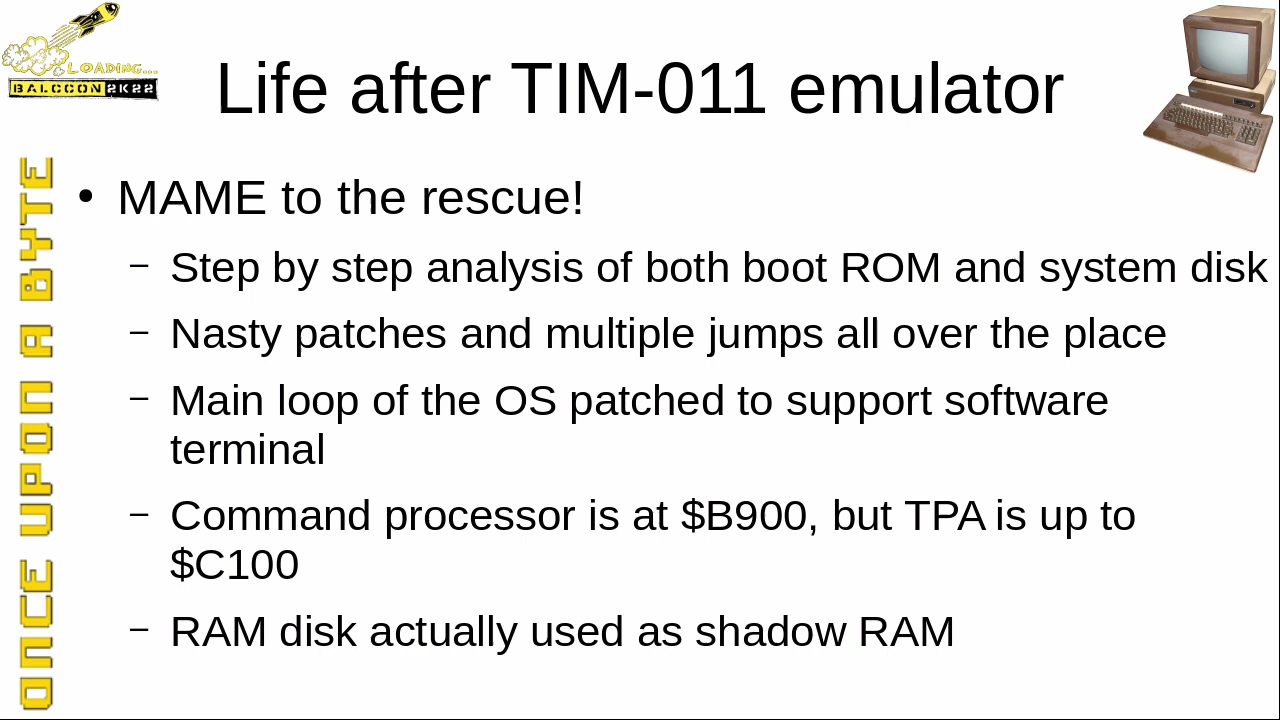 LOADING....
BALCCON 2K22
Life after TIM-011 emulator
ONCE UPON A BYTE
• MAME to the rescue!
– Step by step analysis of both boot ROM and system disk
– Nasty patches and multiple jumps all over the place
– Main loop of the OS patched to support software
terminal
– Command processor is at $B900, but TPA is up to
$C100
– RAM disk actually used as shadow RAM